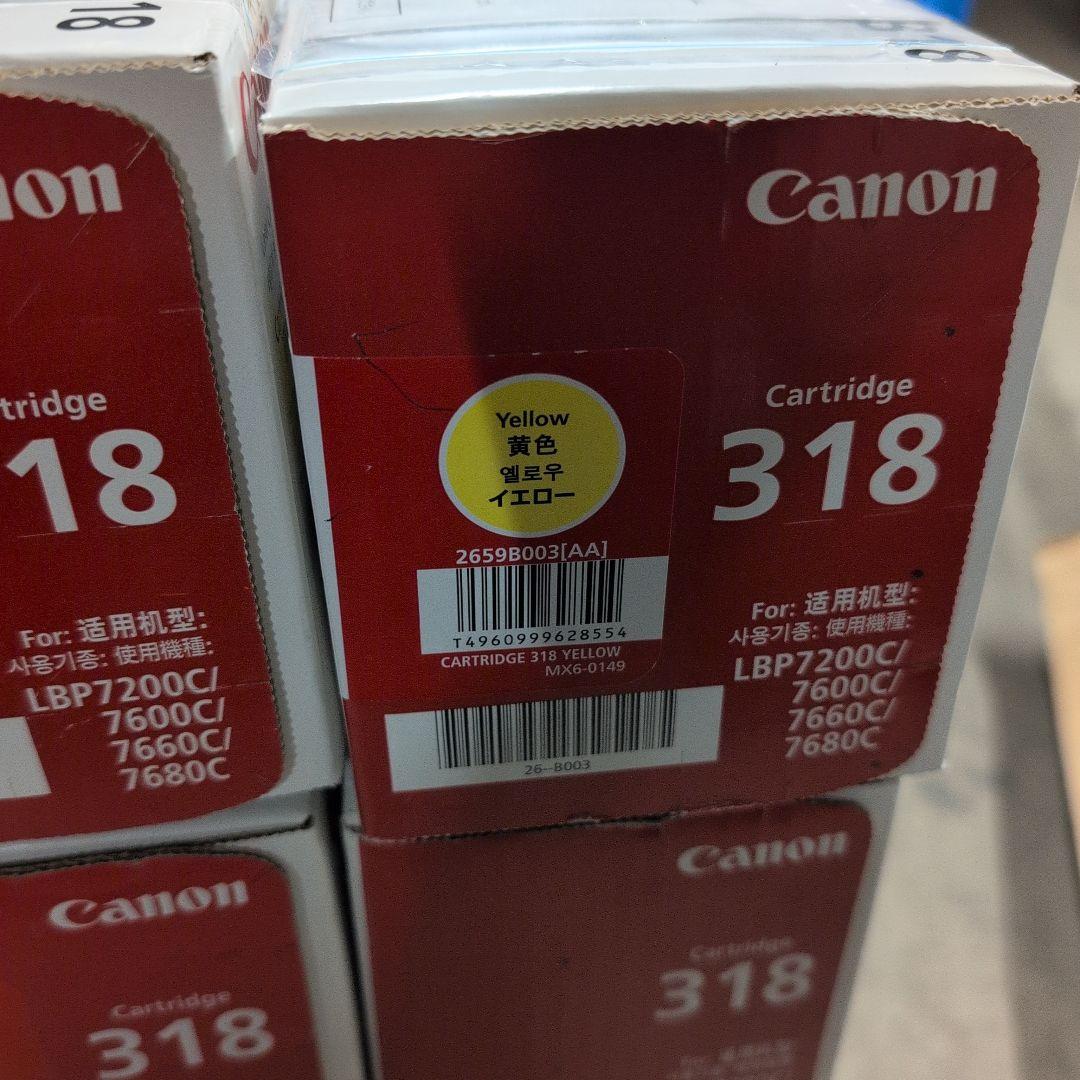 18
8
Canon
Cartridge
318
Yellow
黄色
옐로우
イエロー
2659B003[AA]
T4960999628554
CARTRIDGE 318 YELLOW
MX6-0149
26--B003
For: 适用机型:
사용기종: 使用機種:
LBP7200C/
7600C/
7660C/
7680C
non
tridge
18
For: 适用机型:
사용기종: 使用機種:
LBP7200C/
7600C/
7660C/
7680C
Canon
Cartridge
318
Canon
Cartridge
318